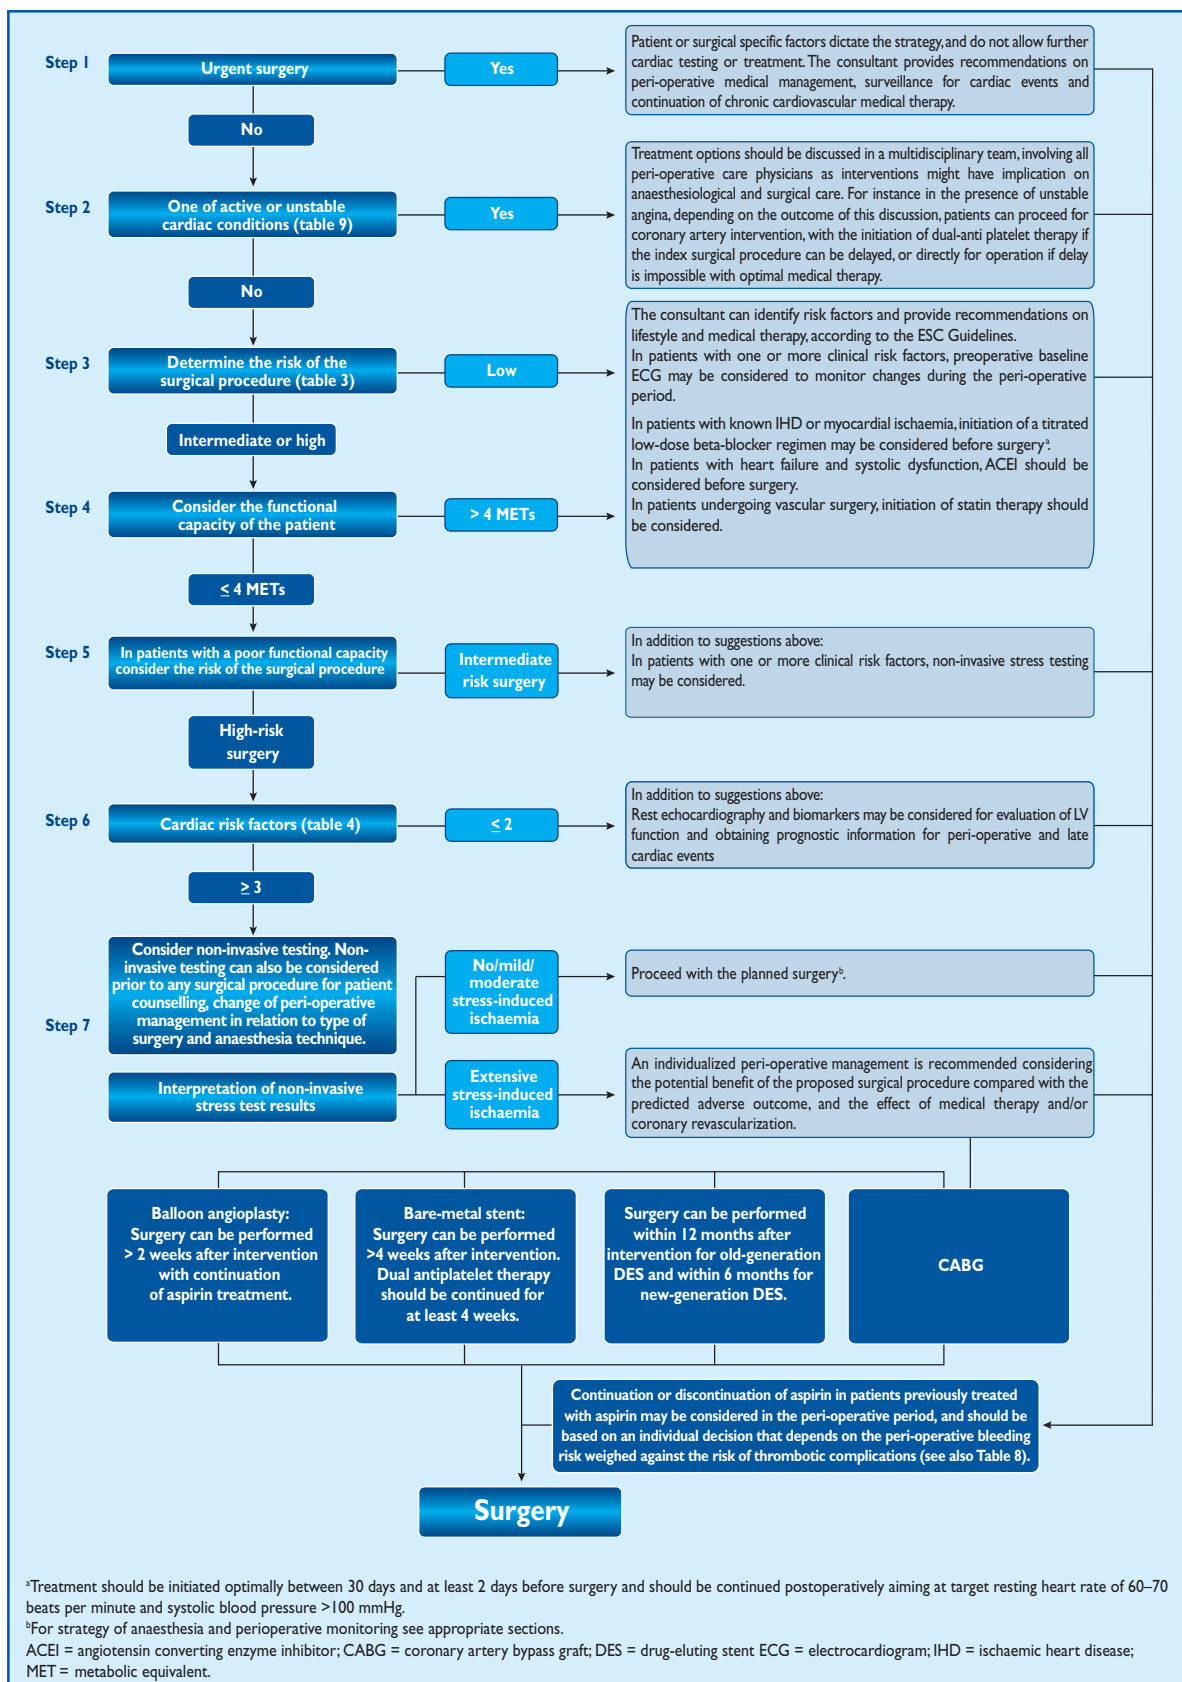 Step 1
Urgent surgery
Yes
Patient or surgical specific factors dictate the strategy, and do not allow further
cardiac testing or treatment. The consultant provides recommendations on
peri-operative medical management, surveillance for cardiac events and
continuation of chronic cardiovascular medical therapy.
No
Step 2
One of active or unstable
cardiac conditions (table 9)
Yes
Treatment options should be discussed in a multidisciplinary team, involving all
peri-operative care physicians as interventions might have implication on
anaesthesiological and surgical care. For instance in the presence of unstable
angina, depending on the outcome of this discussion, patients can proceed for
coronary artery intervention, with the initiation of dual-anti platelet therapy if
the index surgical procedure can be delayed, or directly for operation if delay
is impossible with optimal medical therapy.
No
Step 3
Determine the risk of the
surgical procedure (table 3)
Low
The consultant can identify risk factors and provide recommendations on
lifestyle and medical therapy, according to the ESC Guidelines.
In patients with one or more clinical risk factors, preoperative baseline
ECG may be considered to monitor changes during the peri-operative
period.
In patients with known IHD or myocardial ischaemia, initiation of a titrated
low-dose beta-blocker regimen may be considered before surgery a.
In patients with heart failure and systolic dysfunction, ACEI should be
considered before surgery.
In patients undergoing vascular surgery, initiation of statin therapy should
be considered.
Intermediate or high
Step 4
Consider the functional
capacity of the patient
> 4 METs
≤ 4 METs
Step 5
In patients with a poor functional capacity
consider the risk of the surgical procedure
Intermediate
risk surgery
In addition to suggestions above:
In patients with one or more clinical risk factors, non-invasive stress testing
may be considered.
High-risk
surgery
Step 6
Cardiac risk factors (table 4)
≤ 2
In addition to suggestions above:
Rest echocardiography and biomarkers may be considered for evaluation of LV
function and obtaining prognostic information for peri-operative and late
cardiac events
≥ 3
Step 7
Consider non-invasive testing. Non-
invasive testing can also be considered
prior to any surgical procedure for patient
counselling, change of peri-operative
management in relation to type of
surgery and anaesthesia technique.
No/mild/
moderate
stress-induced
ischaemia
Proceed with the planned surgery b.
Interpretation of non-invasive
stress test results
Extensive
stress-induced
ischaemia
An individualized peri-operative management is recommended considering
the potential benefit of the proposed surgical procedure compared with the
predicted adverse outcome, and the effect of medical therapy and/or
coronary revascularization.
Balloon angioplasty:
Surgery can be performed
> 2 weeks after intervention
with continuation
of aspirin treatment.
Bare-metal stent:
Surgery can be performed
>4 weeks after intervention.
Dual antiplatelet therapy
should be continued for
at least 4 weeks.
Surgery can be performed
within 12 months after
intervention for old-generation
DES and within 6 months for
new-generation DES.
CABG
Continuation or discontinuation of aspirin in patients previously treated
with aspirin may be considered in the peri-operative period, and should be
based on an individual decision that depends on the peri-operative bleeding
risk weighed against the risk of thrombotic complications (see also Table 8).
Surgery
aTreatment should be initiated optimally between 30 days and at least 2 days before surgery and should be continued postoperatively aiming at target resting heart rate of 60–70
beats per minute and systolic blood pressure >100 mmHg.
bFor strategy of anaesthesia and perioperative monitoring see appropriate sections.
ACEI = angiotensin converting enzyme inhibitor; CABG = coronary artery bypass graft; DES = drug-eluting stent ECG = electrocardiogram; IHD = ischaemic heart disease;
MET = metabolic equivalent.